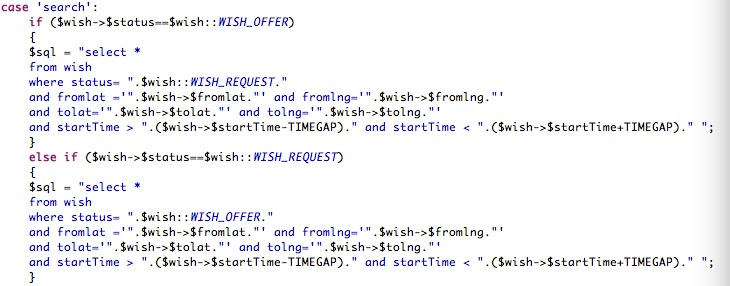 case 'search':
if ($wish->$status==$wish::WISH_OFFER)
{
$sql = "select *
from wish
where status= ".$wish::WISH_REQUEST."
and fromlat ='".$wish->$fromlat."' and fromlng='".$wish->$fromlng."'
and tolat='".$wish->$tolat."' and tolng='".$wish->$tolng."'
and startTime > ".($wish->$startTime-TIMEGAP)." and startTime < ".($wish->$startTime+TIMEGAP)." ";
}
else if ($wish->$status==$wish::WISH_REQUEST)
{
$sql = "select *
from wish
where status= ".$wish::WISH_OFFER."
and fromlat ='".$wish->$fromlat."' and fromlng='".$wish->$fromlng."'
and tolat='".$wish->$tolat."' and tolng='".$wish->$tolng."'
and startTime > ".($wish->$startTime-TIMEGAP)." and startTime < ".($wish->$startTime+TIMEGAP)." ";
}